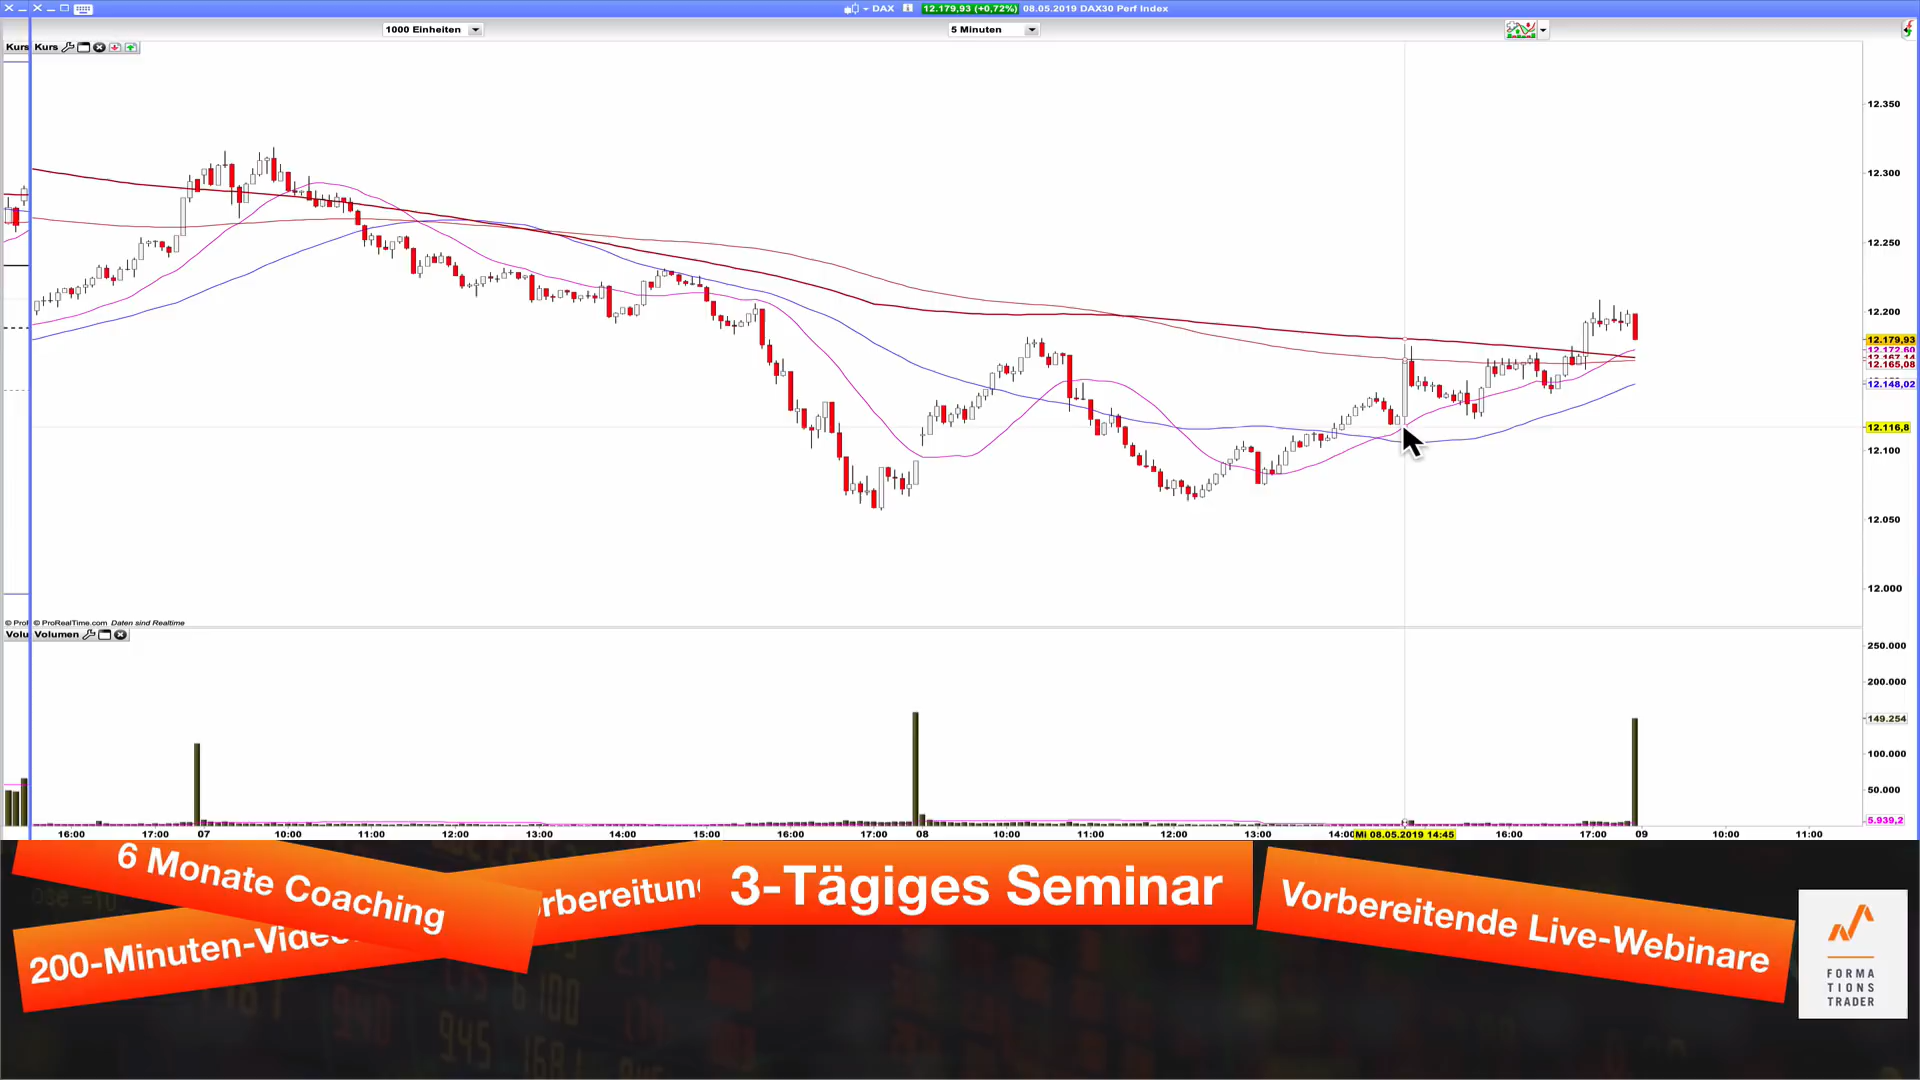 DAX 12.179,93 (+0,72%) 08.05.2019 DAX30 Perf Index
1000 Einheiten 5 Minuten
Kurs Kurs
12.350
12.300
12.250
12.200
12.179,93
12.172,60
12.165,08
12.148,02
12.116,8
12.100
12.050
12.000
© Prof © ProRealTime.com Daten sind Realtime
Volu Volumen
250.000
200.000
149.254
100.000
50.000
5.939,2
16:00 17:00 07 10:00 11:00 12:00 13:00 14:00 15:00 16:00 17:00 08 10:00 11:00 12:00 13:00 14:00 Mi 08.05.2019 14:45 16:00 17:00 09 10:00 11:00
6 Monate Coaching
200-Minuten-Video
rbereitun
3-Tägiges Seminar
Vorbereitende Live-Webinare
FORMA
TIONS
TRADER